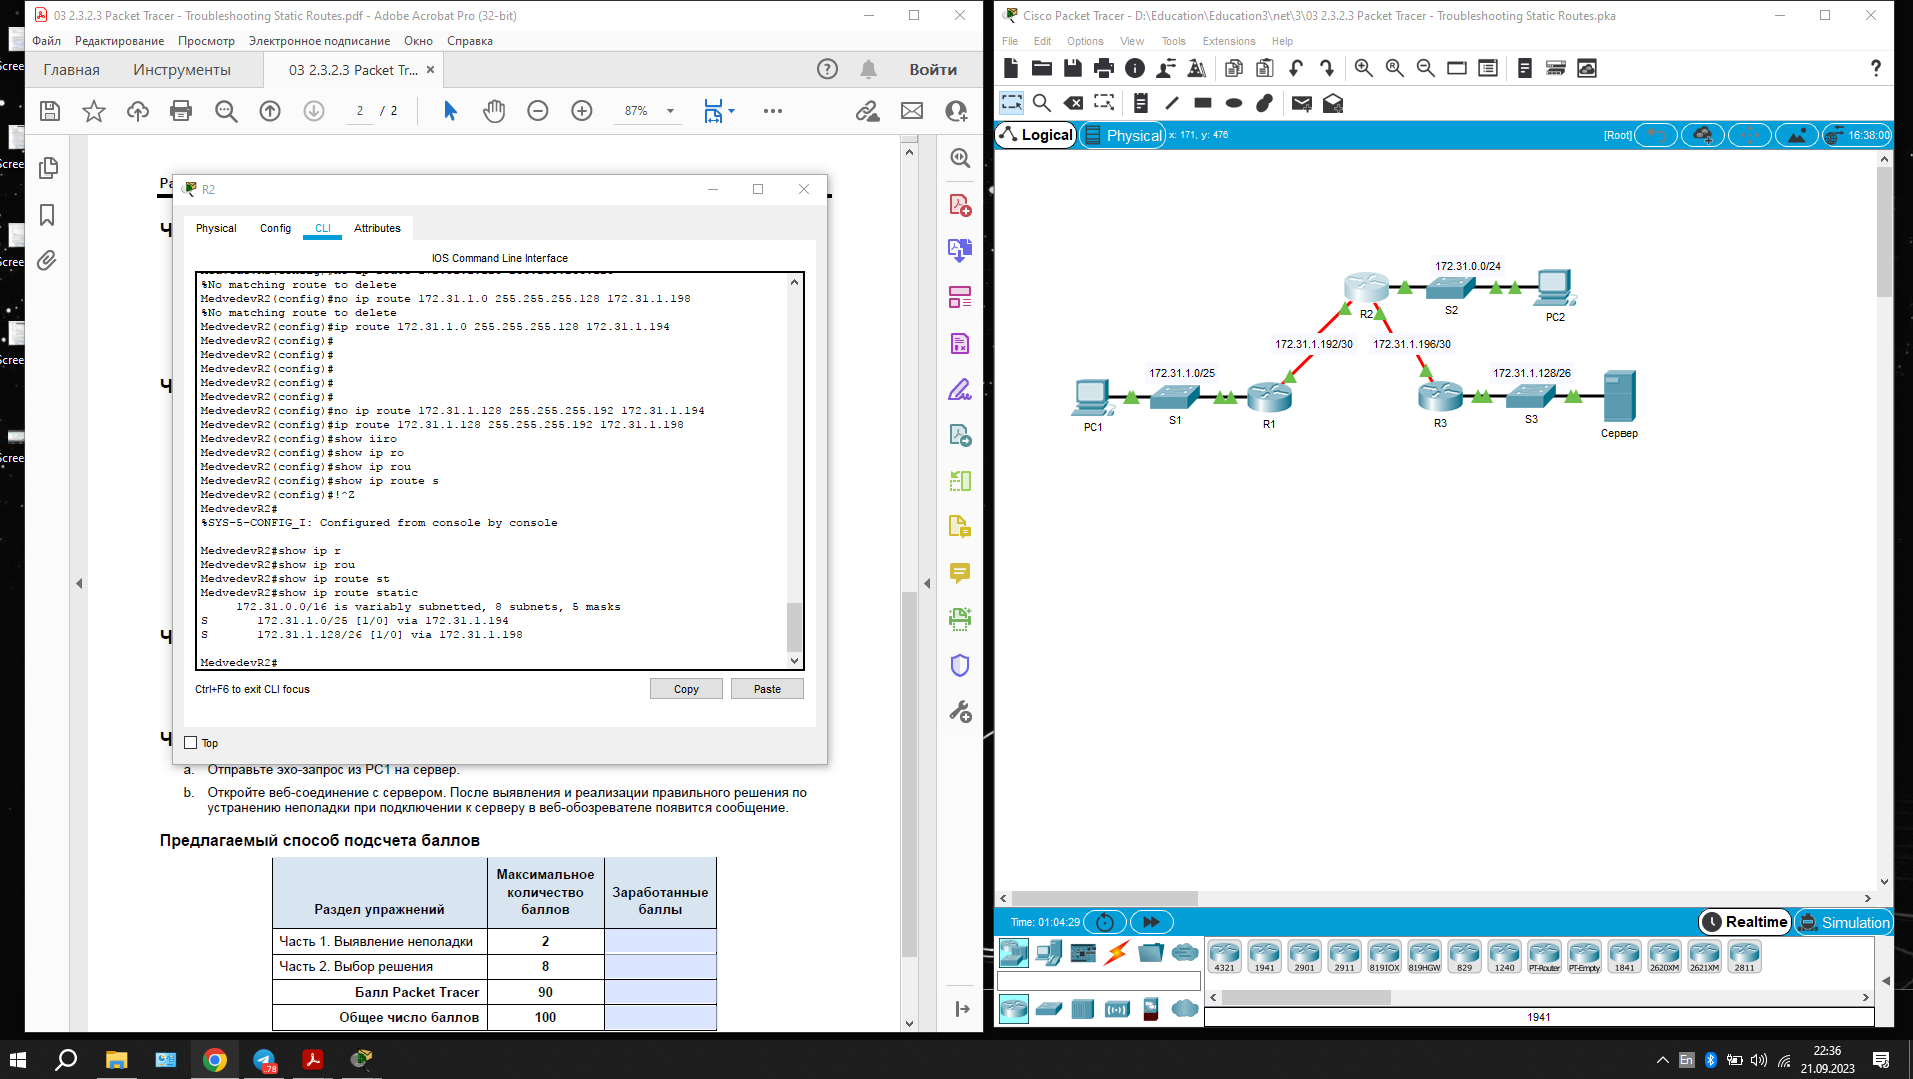 03 2.3.2.3 Packet Tracer - Troubleshooting Static Routes.pdf - Adobe Acrobat Pro (32-bit)
Файл Редактирование Просмотр Электронное подписание Окно Справка
Главная Инструменты 03 2.3.2.3 Packet Tr... × Войти
2 / 2 87%
R2
Physical Config CLI Attributes
IOS Command Line Interface
%No matching route to delete
MedvedevR2(config)#no ip route 172.31.1.0 255.255.255.128 172.31.1.198
%No matching route to delete
MedvedevR2(config)#ip route 172.31.1.0 255.255.255.128 172.31.1.194
MedvedevR2(config)#
MedvedevR2(config)#
MedvedevR2(config)#
MedvedevR2(config)#
MedvedevR2(config)#
MedvedevR2(config)#no ip route 172.31.1.128 255.255.255.192 172.31.1.194
MedvedevR2(config)#ip route 172.31.1.128 255.255.255.192 172.31.1.198
MedvedevR2(config)#show iiro
MedvedevR2(config)#show ip ro
MedvedevR2(config)#show ip rou
MedvedevR2(config)#show ip route s
MedvedevR2(config)#!^Z
MedvedevR2#
%SYS-5-CONFIG_I: Configured from console by console
MedvedevR2#show ip r
MedvedevR2#show ip rou
MedvedevR2#show ip route st
MedvedevR2#show ip route static
172.31.0.0/16 is variably subnetted, 8 subnets, 5 masks
S 172.31.1.0/25 [1/0] via 172.31.1.194
S 172.31.1.128/26 [1/0] via 172.31.1.198
MedvedevR2#
Ctrl+F6 to exit CLI focus Copy Paste
Top
a. Отправьте эхо-запрос из PC1 на сервер.
b. Откройте веб-соединение с сервером. После выявления и реализации правильного решения по
устранению неполадки при подключении к серверу в веб-обозревателе появится сообщение.
Предлагаемый способ подсчета баллов
Раздел упражнений Максимальное количество баллов Заработанные баллы
Часть 1. Выявление неполадки 2
Часть 2. Выбор решения 8
Балл Packet Tracer 90
Общее число баллов 100
Cisco Packet Tracer - D:\Education\Education3\net\3\03 2.3.2.3 Packet Tracer - Troubleshooting Static Routes.pka
File Edit Options View Tools Extensions Help
Logical Physical x: 171, y: 476 [Root] 16:38:00
172.31.0.0/24
R2 S2 PC2
172.31.1.192/30 172.31.1.196/30
172.31.1.0/25 172.31.1.128/26
PC1 S1 R1 R3 S3 Сервер
Time: 01:04:29 Realtime Simulation
4321 1941 2901 2911 819IOX 819HGW 829 1240 PT-Router PT-Empty 1841 2620XM 2621XM 2811
1941
Scree
Scree
Scree
Scree
Scree
78
En
22:36
21.09.2023